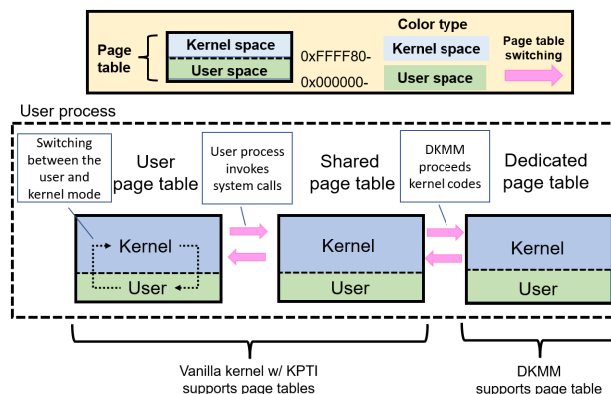 Color type
Page
table
Kernel space
User space
0xFFFF80-
0x000000-
Kernel space
User space
Page table
switching
User process
Switching
between the
user and
kernel mode
User
page table
User process
invokes
system calls
Shared
page table
DKMM
proceeds
kernel codes
Dedicated
page table
Kernel
User
Kernel
User
Kernel
User
Vanilla kernel w/ KPTI
supports page tables
DKMM
supports page table